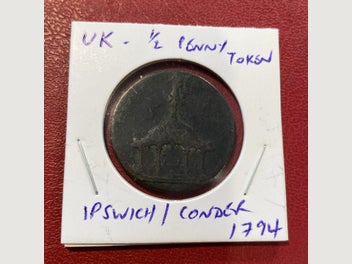 UK - ½ PENNY
TOKEN
IPSWICH / CONDER
1794